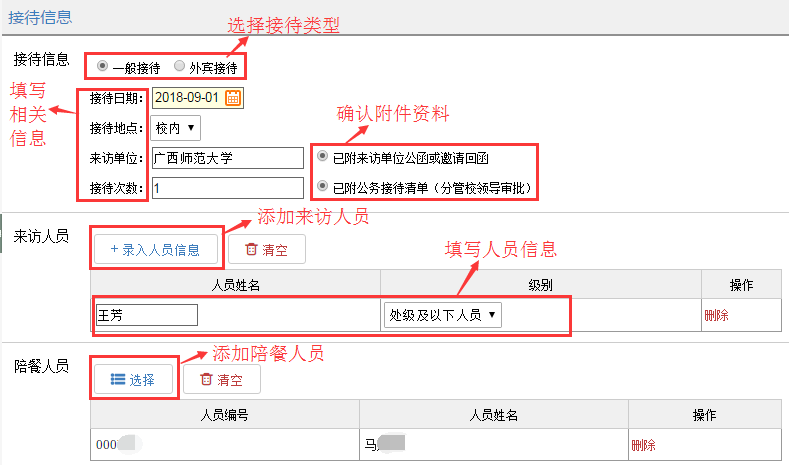 接待信息
选择接待类型
接待信息
一般接待 外宾接待
填写
相关
信息
接待日期： 2018-09-01
确认附件资料
接待地点： 校内
来访单位： 广西师范大学
已附来访单位公函或邀请回函
接待次数： 1
已附公务接待清单（分管校领导审批）
添加来访人员
来访人员
+ 录入人员信息 清空
填写人员信息
人员姓名 级别 操作
王芳 处级及以下人员 删除
添加陪餐人员
陪餐人员
选择 清空
人员编号 人员姓名 操作
000 马 删除